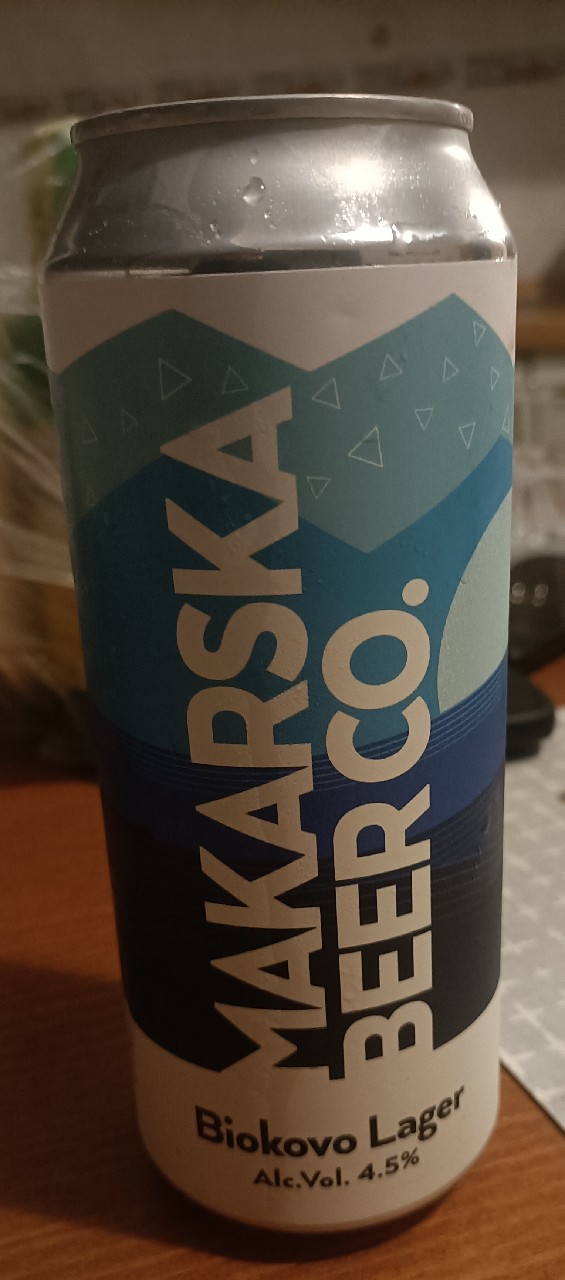 MAKARSKA
BEER CO.
Biokovo Lager
Alc.Vol. 4.5%